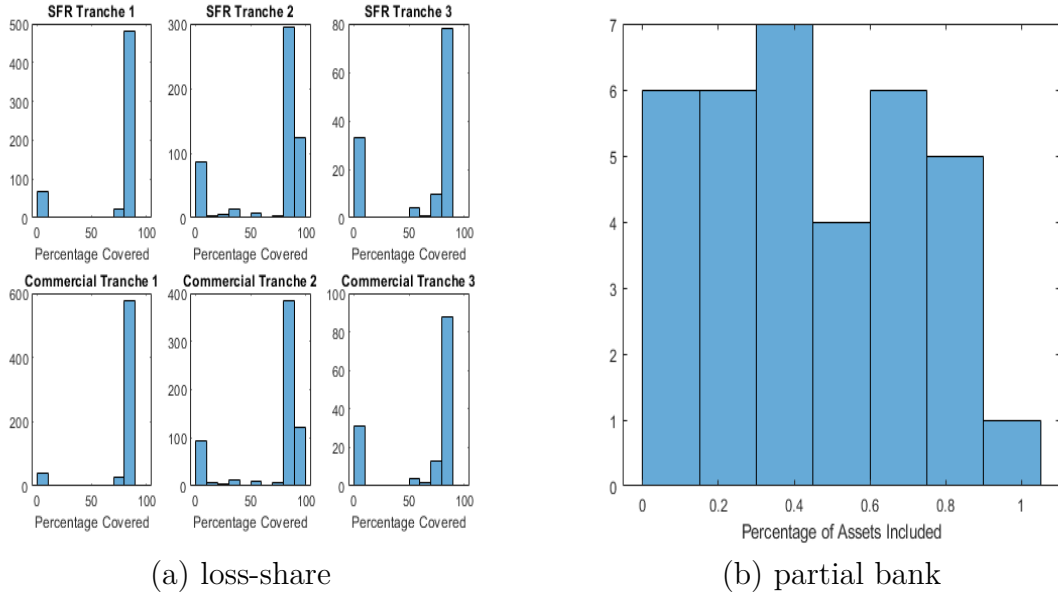 SFR Tranche 1
500
400
300
200
100
0
0 50 100
Percentage Covered
SFR Tranche 2
300
200
100
0
0 50 100
Percentage Covered
SFR Tranche 3
80
60
40
20
0
0 50 100
Percentage Covered
Commercial Tranche 1
600
400
200
0
0 50 100
Percentage Covered
Commercial Tranche 2
400
300
200
100
0
0 50 100
Percentage Covered
Commercial Tranche 3
100
80
60
40
20
0
0 50 100
Percentage Covered
(a) loss-share
7
6
5
4
3
2
1
0
0 0.2 0.4 0.6 0.8 1
Percentage of Assets Included
(b) partial bank